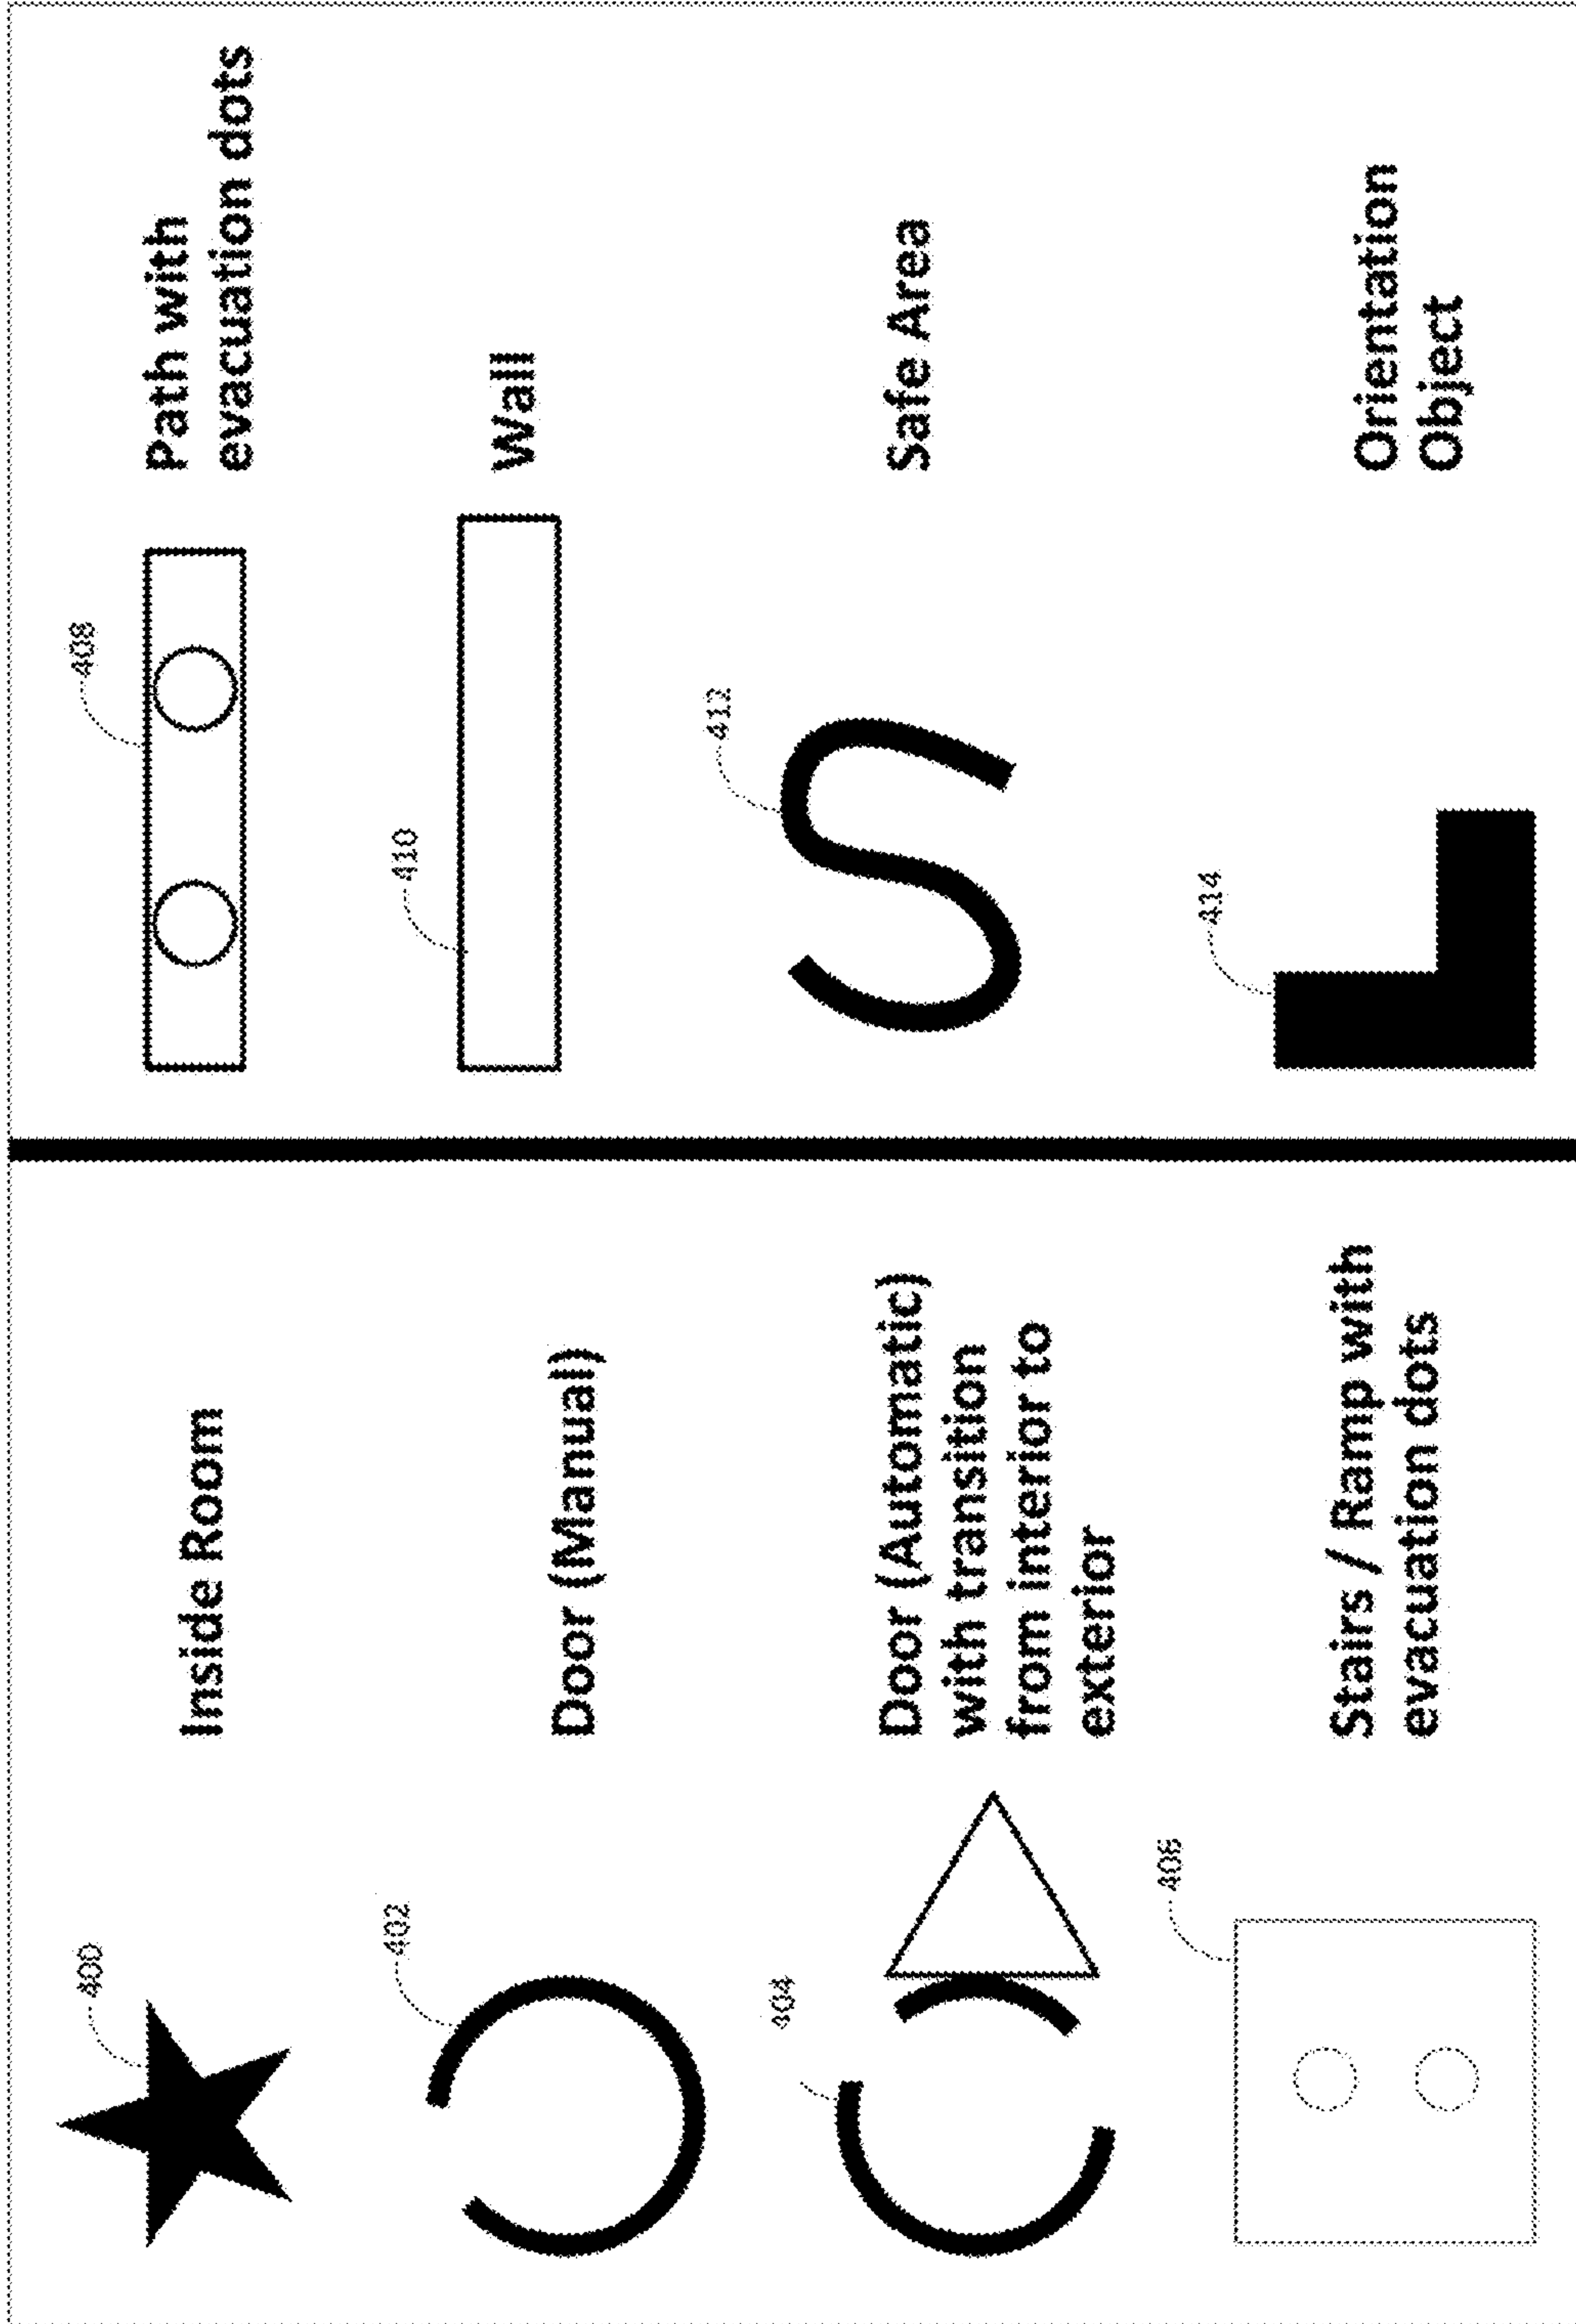 400
Inside Room
402
Door (Manual)
404
Door (Automatic)
with transition
from interior to
exterior
406
Stairs / Ramp with
evacuation dots
408
Path with
evacuation dots
410
Wall
412
Safe Area
414
Orientation
Object